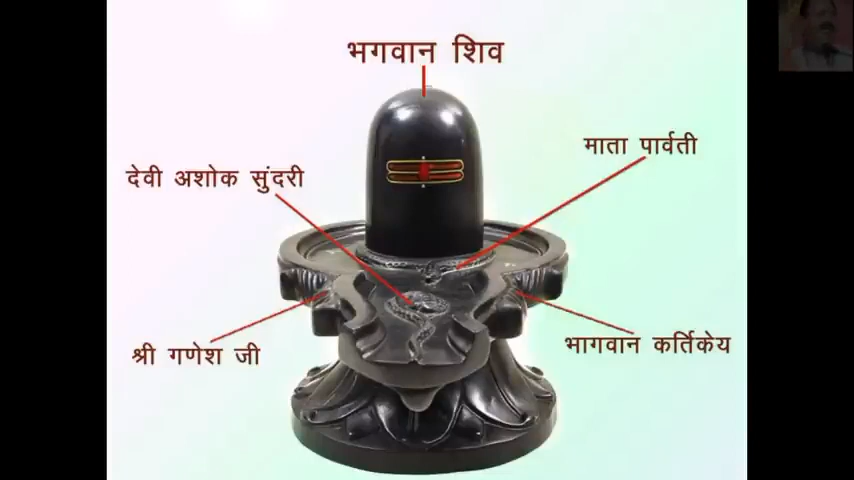 भगवान शिव
माता पार्वती
देवी अशोक सुंदरी
श्री गणेश जी
भागवान कर्तिकेय